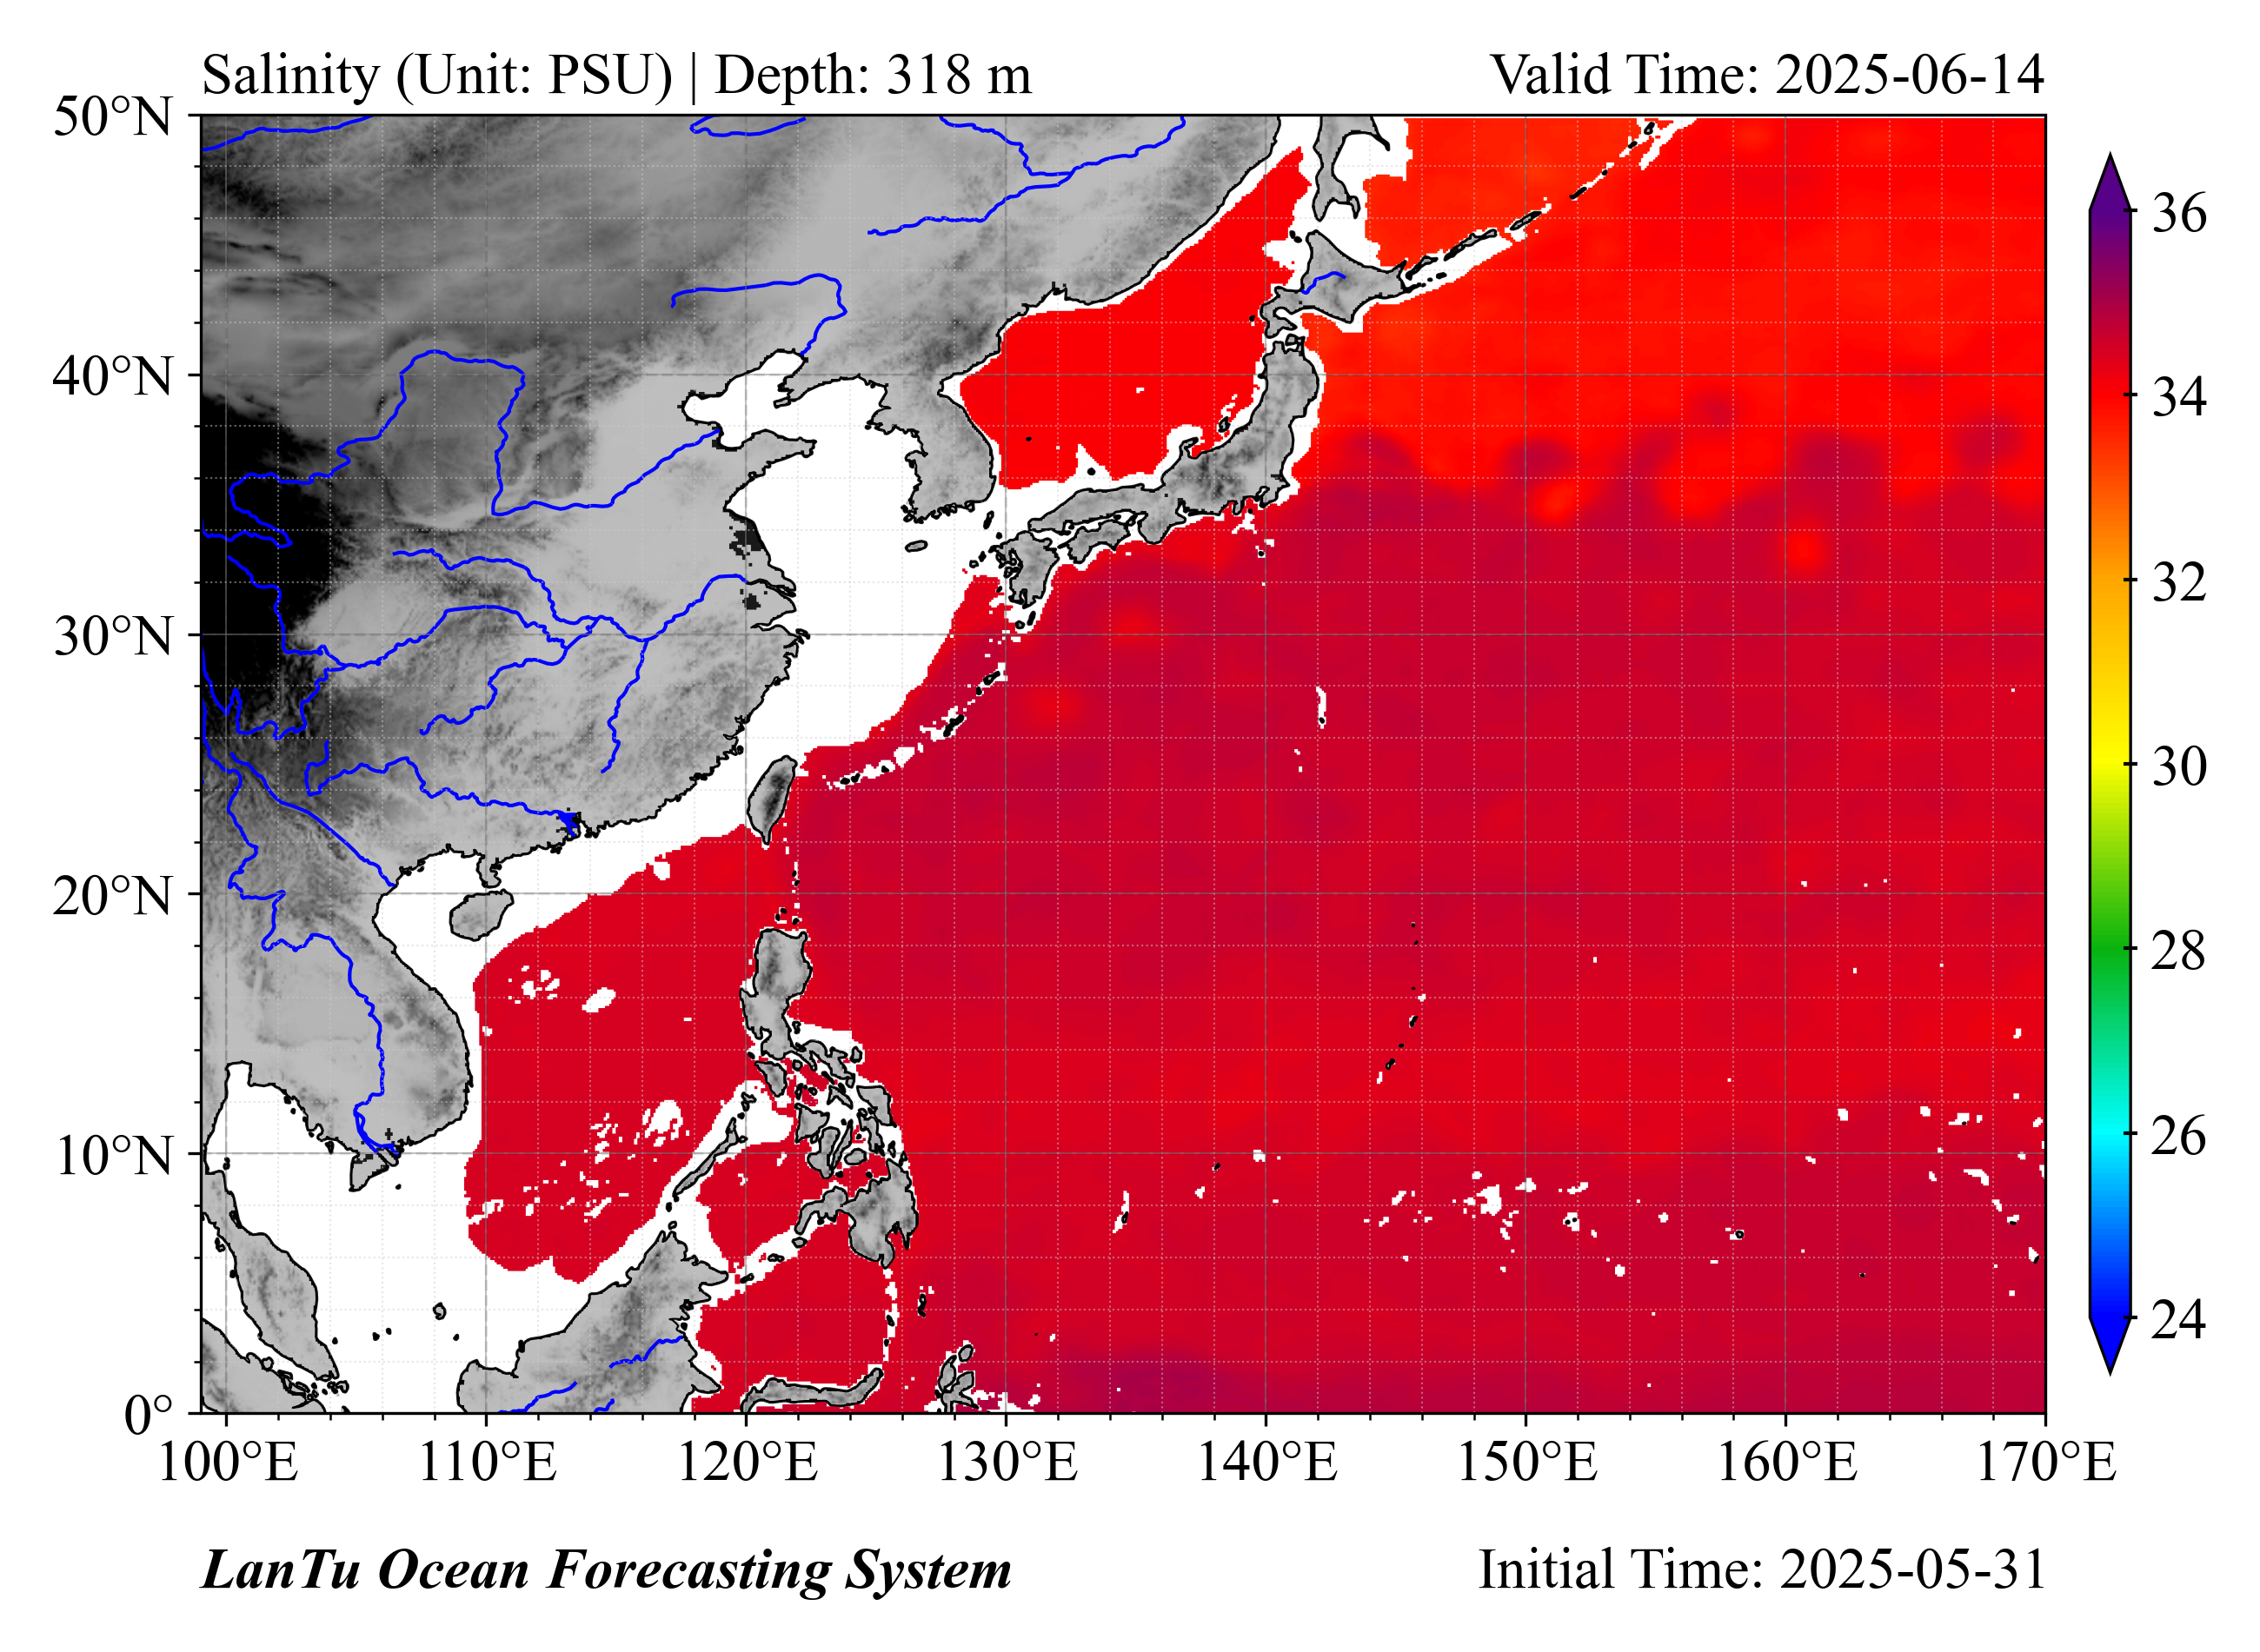 Salinity (Unit: PSU) | Depth: 318 m
Valid Time: 2025-06-14
50°N
40°N
30°N
20°N
10°N
0°
100°E
110°E
120°E
130°E
140°E
150°E
160°E
170°E
36
34
32
30
28
26
24
LanTu Ocean Forecasting System
Initial Time: 2025-05-31